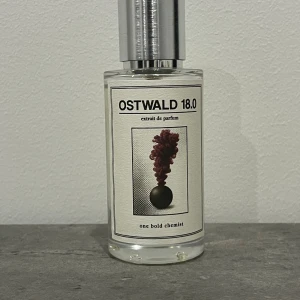 OSTWALD 18.0
extrait de parfum
one bold chemist